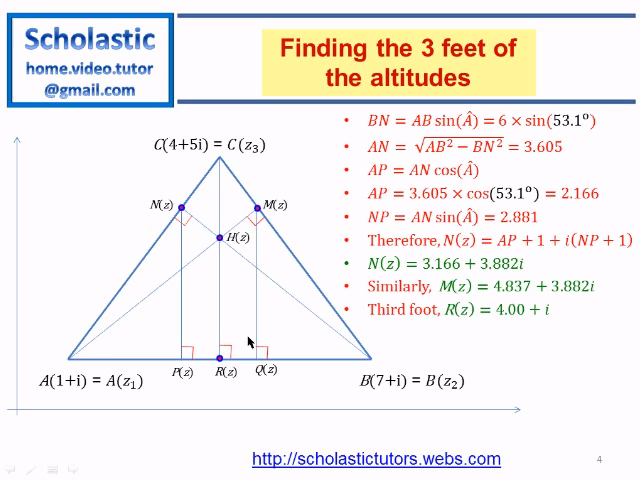 Scholastic
home.video.tutor
@gmail.com
Finding the 3 feet of
the altitudes
• BN = AB sin(Â) = 6 × sin(53.1°)
• AN = √(AB² − BN²) = 3.605
• AP = AN cos(Â)
• AP = 3.605 × cos(53.1°) = 2.166
• NP = AN sin(Â) = 2.881
• Therefore, N(z) = AP + 1 + i(NP + 1)
• N(z) = 3.166 + 3.882i
• Similarly, M(z) = 4.837 + 3.882i
• Third foot, R(z) = 4.00 + i
C(4+5i) = C(z₃)
N(z)
M(z)
H(z)
P(z)
R(z)
Q(z)
A(1+i) = A(z₁)
B(7+i) = B(z₂)
http://scholastictutors.webs.com
4